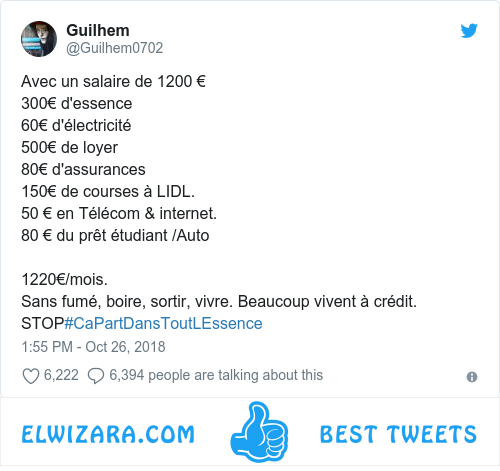 Guilhem
@Guilhem0702
Avec un salaire de 1200 €
300€ d'essence
60€ d'électricité
500€ de loyer
80€ d'assurances
150€ de courses à LIDL.
50 € en Télécom & internet.
80 € du prêt étudiant /Auto
1220€/mois.
Sans fumé, boire, sortir, vivre. Beaucoup vivent à crédit.
STOP#CaPartDansToutLEssence
1:55 PM - Oct 26, 2018
6,222 6,394 people are talking about this
ELWIZARA.COM BEST TWEETS